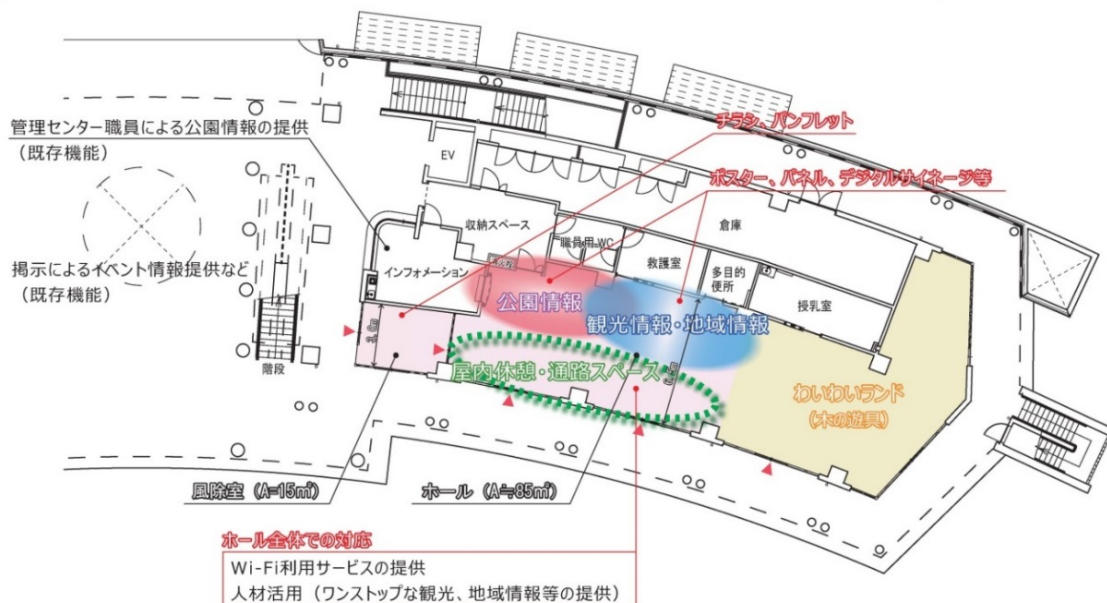 チラシ、パンフレット
管理センター職員による公園情報の提供
（既存機能）
EV
ポスター、パネル、デジタルサイネージ等
収納スペース
倉庫
職員用WC
救護室
掲示によるイベント情報提供など
（既存機能）
インフォメーション
多目的
便所
授乳室
公園情報
観光情報・地域情報
階段
屋内休憩・通路スペース
わいわいランド
（木の遊具）
風除室（A=15㎡）
ホール（A≒85㎡）
ホール全体での対応
Wi-Fi利用サービスの提供
人材活用（ワンストップな観光、地域情報等の提供）